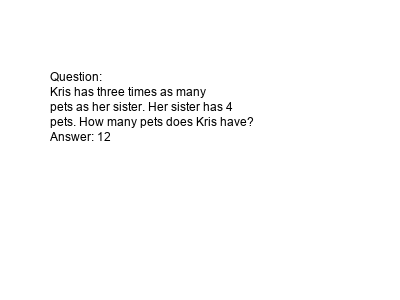 Question:
Kris has three times as many
pets as her sister. Her sister has 4
pets. How many pets does Kris have?
Answer: 12